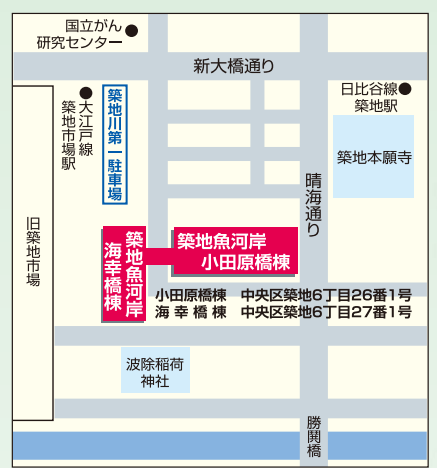 国立がん
研究センター
新大橋通り
日比谷線
築地駅
大江戸線
築地市場駅
築地川第一駐車場
築地本願寺
晴海通り
旧築地市場
築地魚河岸
海幸橋棟
築地魚河岸
小田原橋棟
小田原橋棟 中央区築地6丁目26番1号
海幸橋棟 中央区築地6丁目27番1号
波除稲荷
神社
勝鬨橋